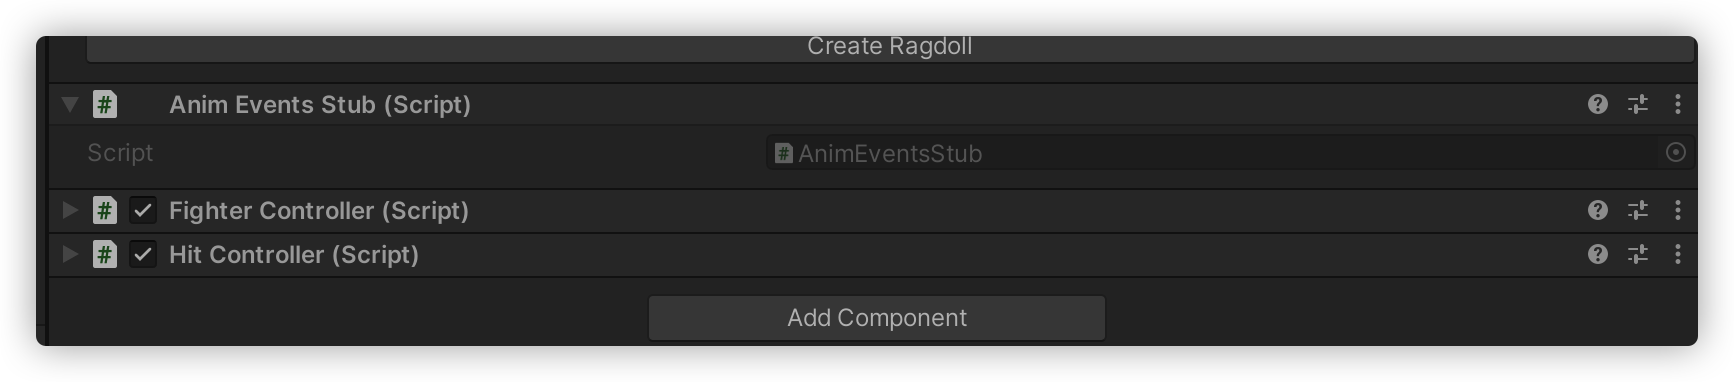 Create Ragdoll
# Anim Events Stub (Script)
Script # AnimEventsStub
# Fighter Controller (Script)
# Hit Controller (Script)
Add Component